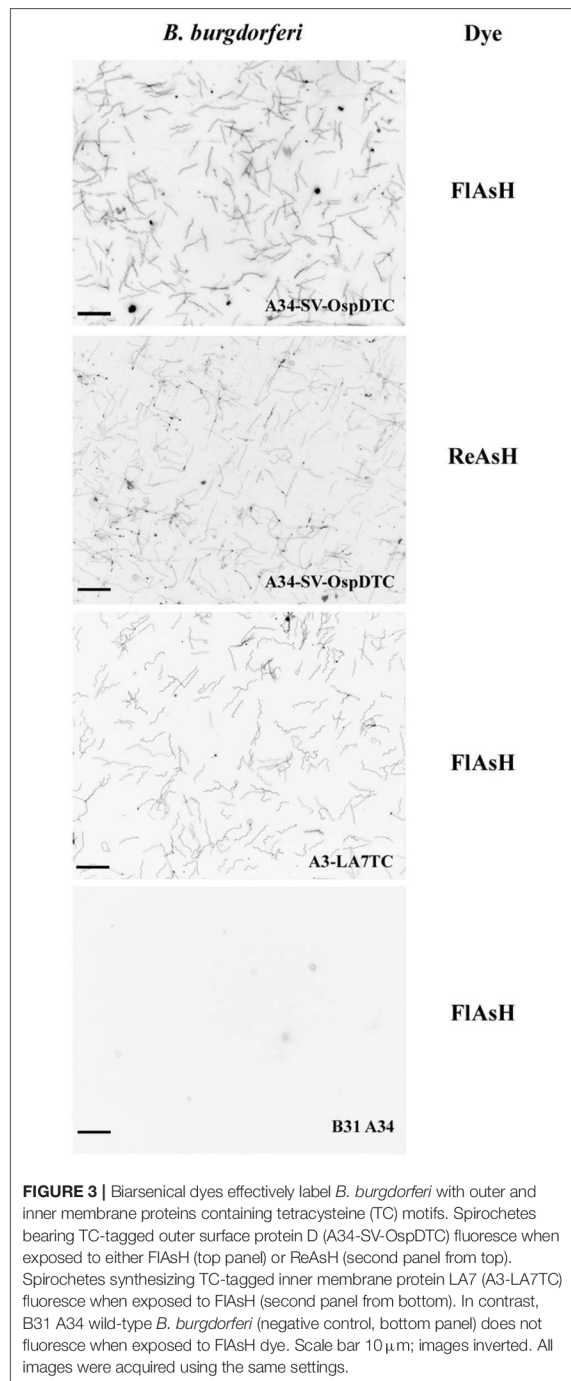 B. burgdorferi Dye
FlAsH
A34-SV-OspDTC
ReAsH
A34-SV-OspDTC
FlAsH
A3-LA7TC
FlAsH
B31 A34
FIGURE 3 | Biarsenical dyes effectively label B. burgdorferi with outer and
inner membrane proteins containing tetracysteine (TC) motifs. Spirochetes
bearing TC-tagged outer surface protein D (A34-SV-OspDTC) fluoresce when
exposed to either FlAsH (top panel) or ReAsH (second panel from top).
Spirochetes synthesizing TC-tagged inner membrane protein LA7 (A3-LA7TC)
fluoresce when exposed to FlAsH (second panel from bottom). In contrast,
B31 A34 wild-type B. burgdorferi (negative control, bottom panel) does not
fluoresce when exposed to FlAsH dye. Scale bar 10 μm; images inverted. All
images were acquired using the same settings.